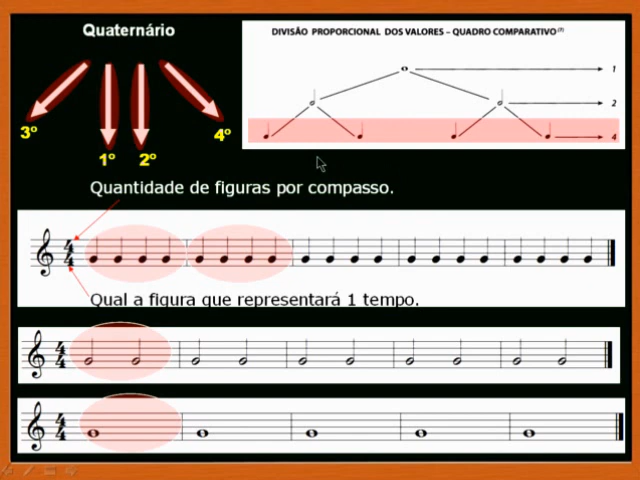 Quaternário
3º
1º
2º
4º
DIVISÃO PROPORCIONAL DOS VALORES – QUADRO COMPARATIVO (1)
1
2
4
Quantidade de figuras por compasso.
4
4
Qual a figura que representará 1 tempo.
4
4
4
4